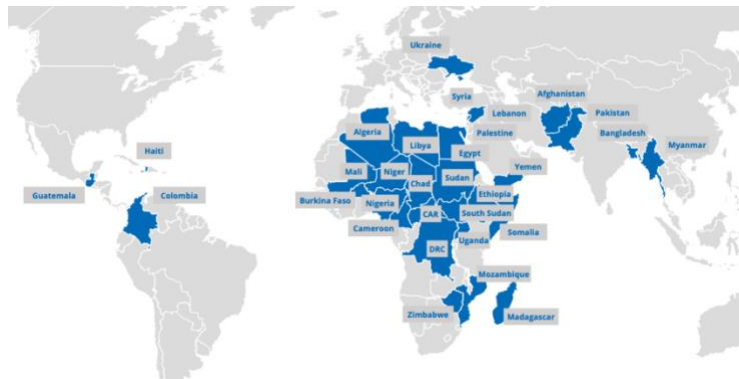 Ukraine
Afghanistan
Syria
Lebanon
Pakistan
Algeria
Palestine
Bangladesh
Libya
Myanmar
Haiti
Egypt
Yemen
Mali
Niger
Sudan
Chad
Guatemala
Colombia
Ethiopia
Burkina Faso
Nigeria
CAR
South Sudan
Cameroon
Somalia
Uganda
DRC
Mozambique
Zimbabwe
Madagascar